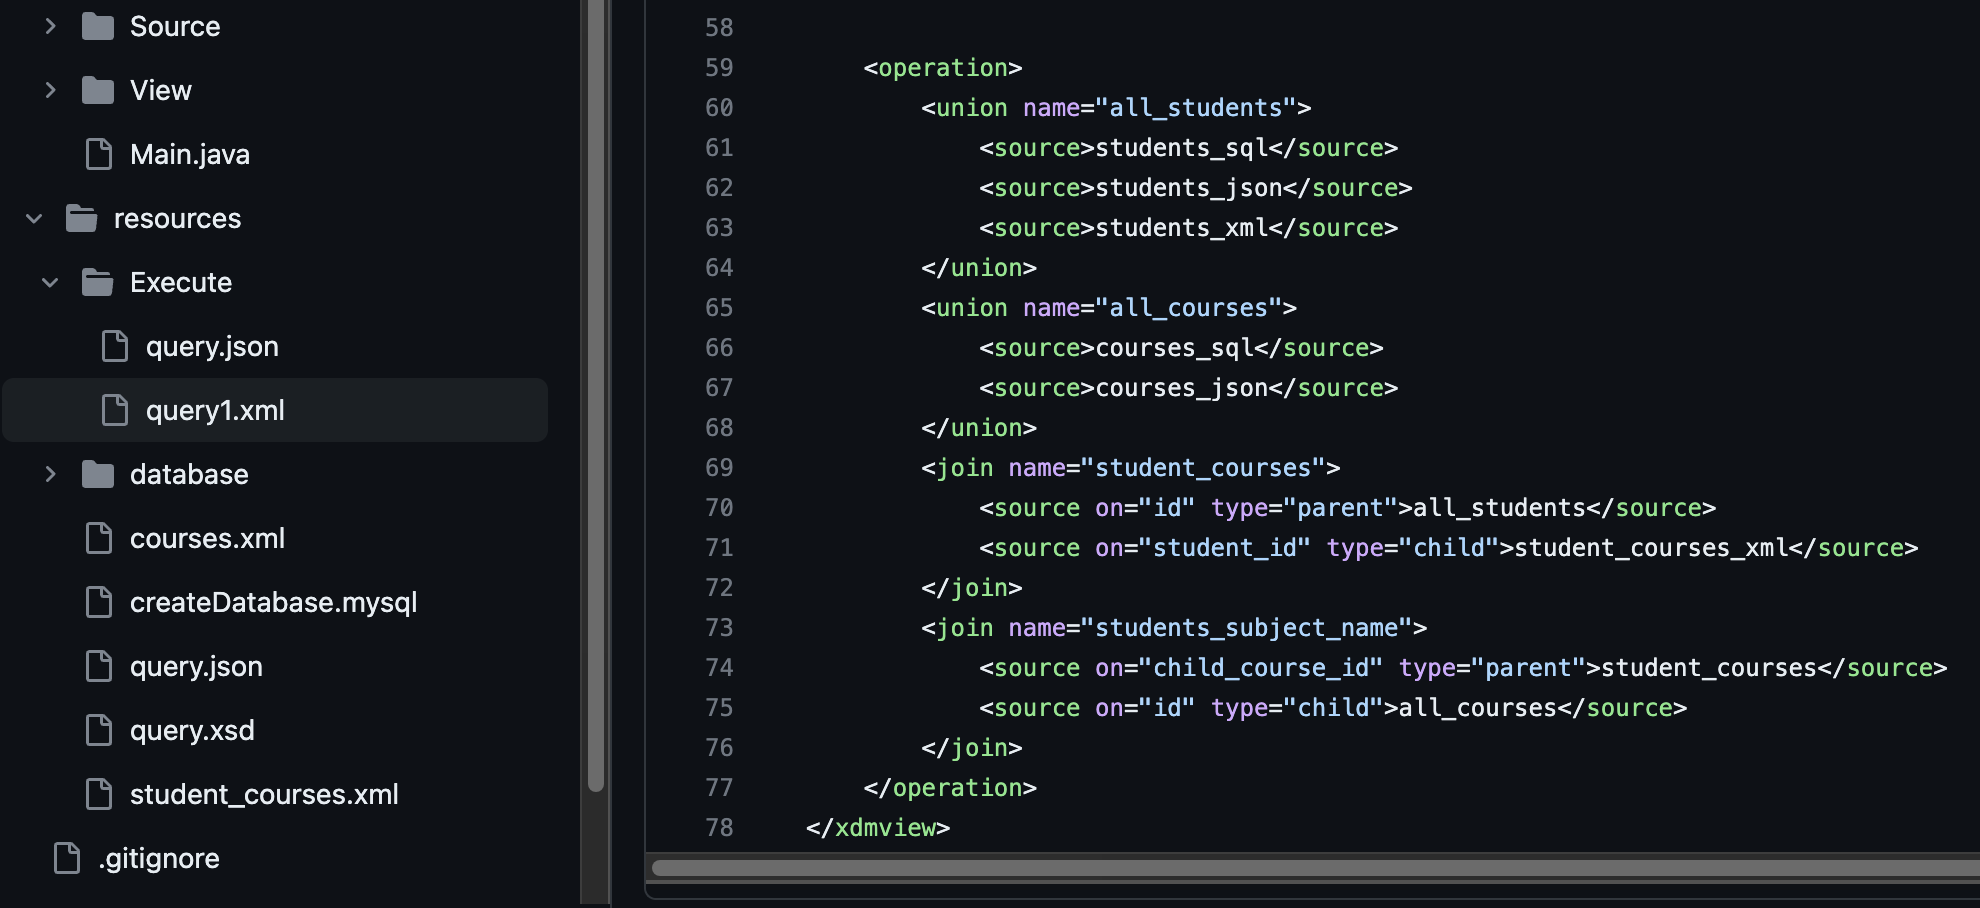 Source
View
Main.java
resources
Execute
query.json
query1.xml
database
courses.xml
createDatabase.mysql
query.json
query.xsd
student_courses.xml
.gitignore
58
59 <operation>
60 <union name="all_students">
61 <source>students_sql</source>
62 <source>students_json</source>
63 <source>students_xml</source>
64 </union>
65 <union name="all_courses">
66 <source>courses_sql</source>
67 <source>courses_json</source>
68 </union>
69 <join name="student_courses">
70 <source on="id" type="parent">all_students</source>
71 <source on="student_id" type="child">student_courses_xml</source>
72 </join>
73 <join name="students_subject_name">
74 <source on="child_course_id" type="parent">student_courses</source>
75 <source on="id" type="child">all_courses</source>
76 </join>
77 </operation>
78 </xdmview>